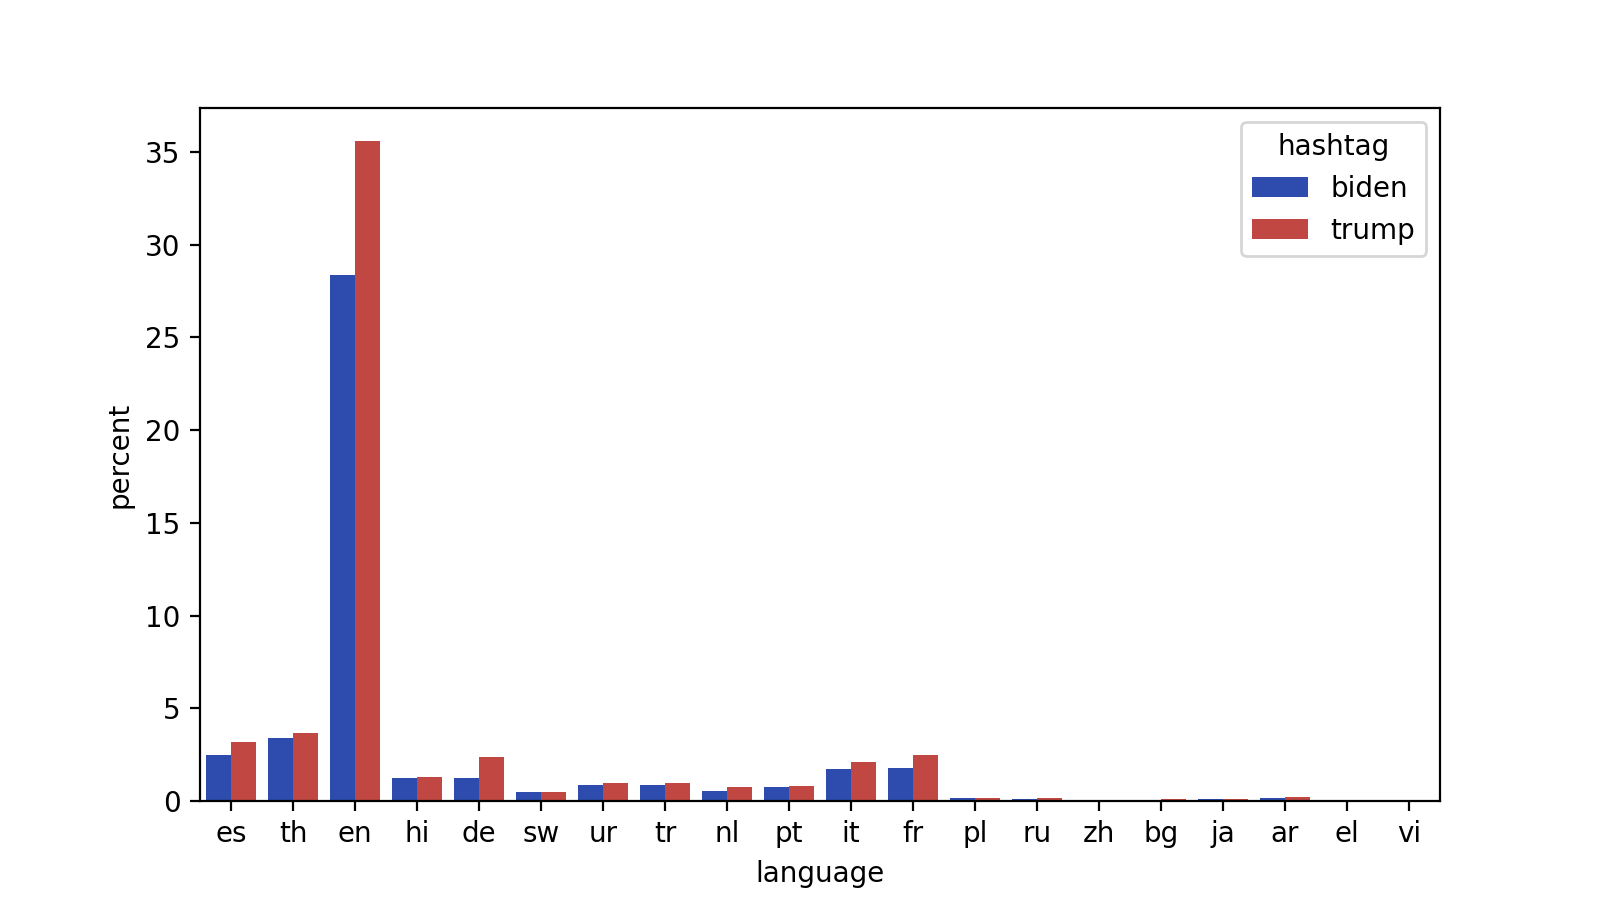 hashtag
biden
trump
35
30
25
20
15
10
5
0
percent
es th en hi de sw ur tr nl pt it fr pl ru zh bg ja ar el vi
language